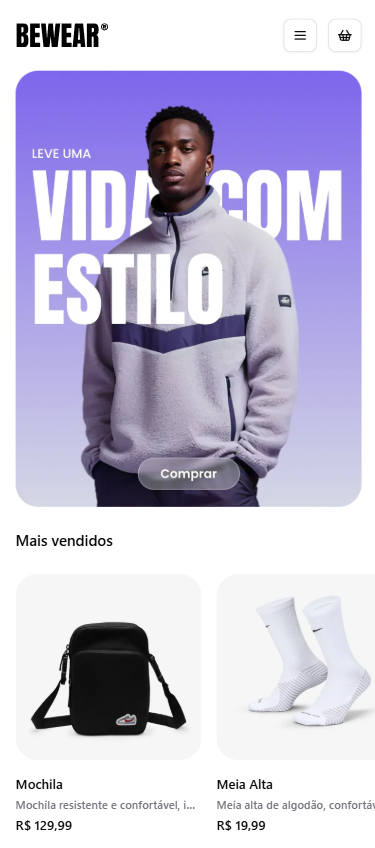 BEWEAR®
LEVE UMA
VIDA COM
ESTILO
Comprar
Mais vendidos
Mochila
Mochila resistente e confortável, i...
R$ 129,99
Meia Alta
Meia alta de algodão, confortáv
R$ 19,99